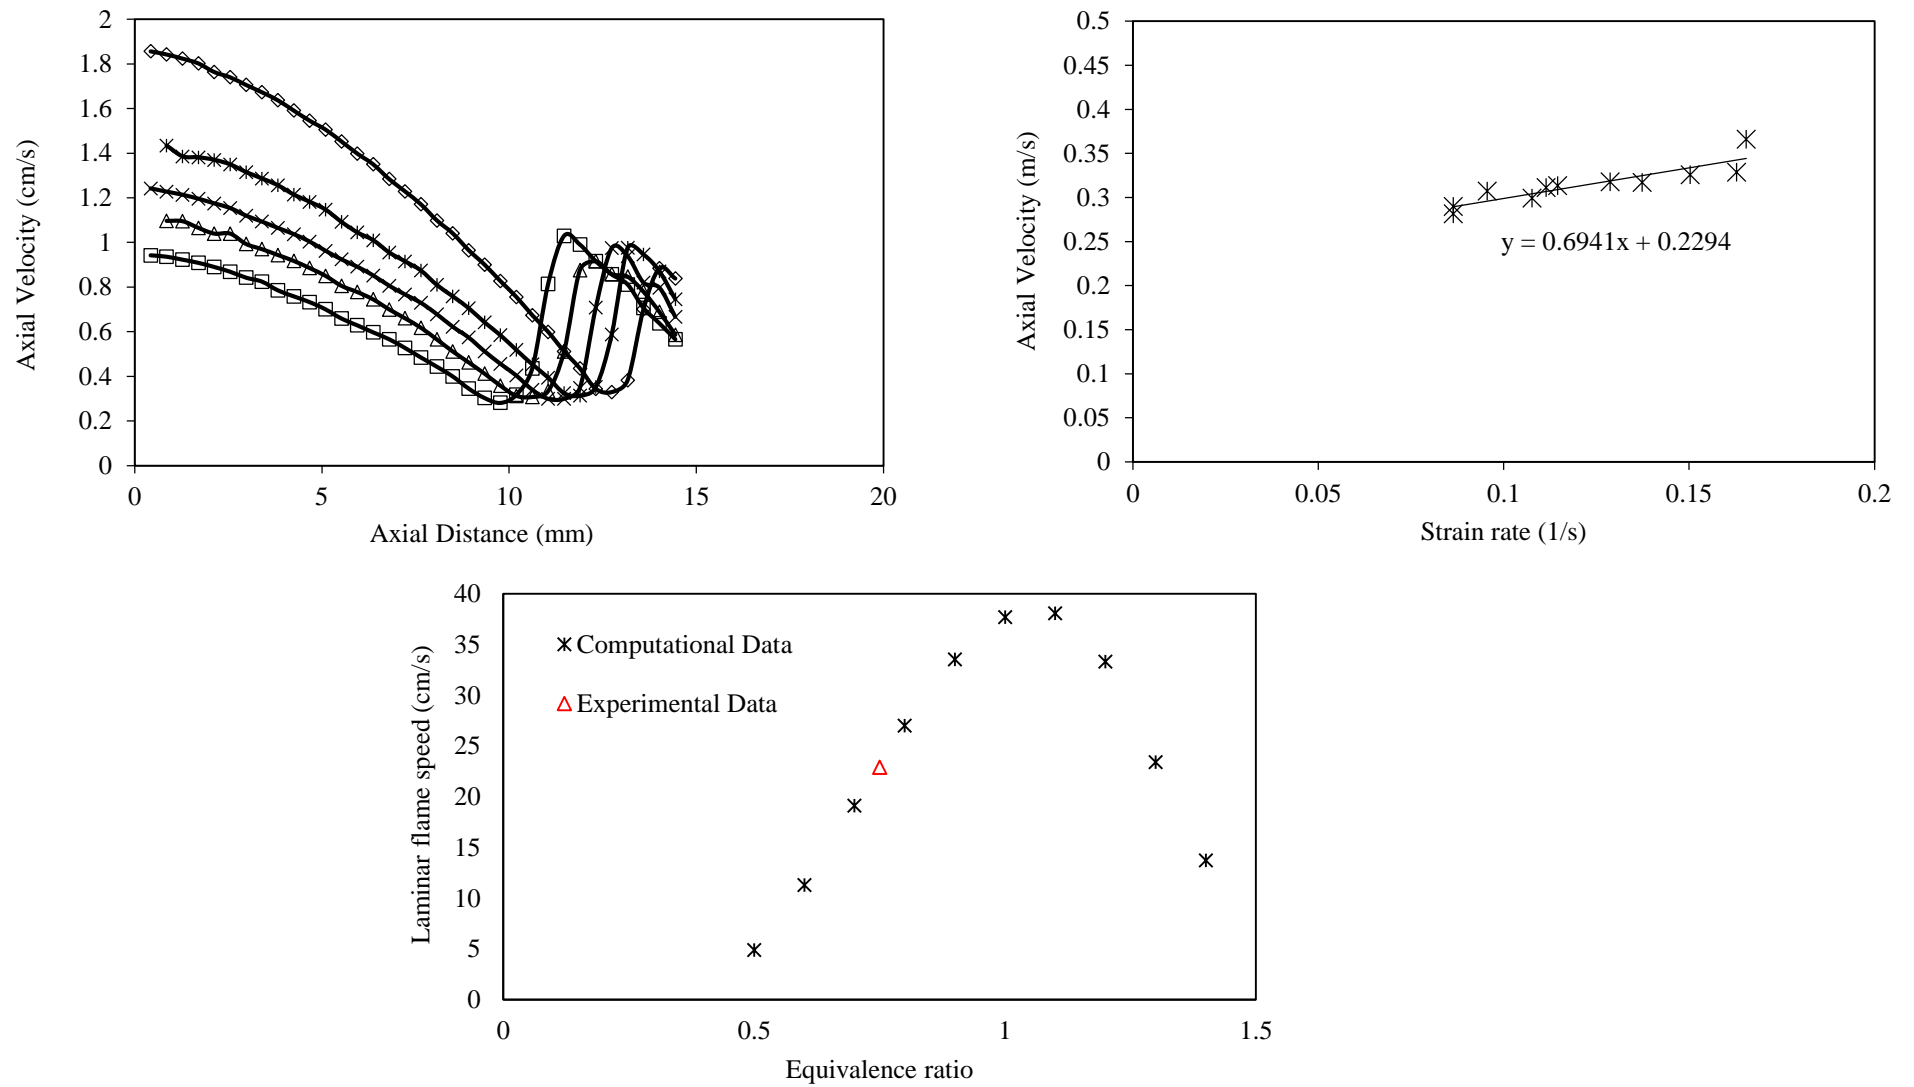 2
1.8
1.6
1.4
1.2
1
0.8
0.6
0.4
0.2
0
0 5 10 15 20
Axial Velocity (cm/s)
Axial Distance (mm)
0.5
0.45
0.4
0.35
0.3
0.25
0.2
0.15
0.1
0.05
0
0 0.05 0.1 0.15 0.2
Axial Velocity (m/s)
Strain rate (1/s)
y = 0.6941x + 0.2294
40
35
30
25
20
15
10
5
0
0 0.5 1 1.5
Laminar flame speed (cm/s)
Equivalence ratio
Computational Data
Experimental Data